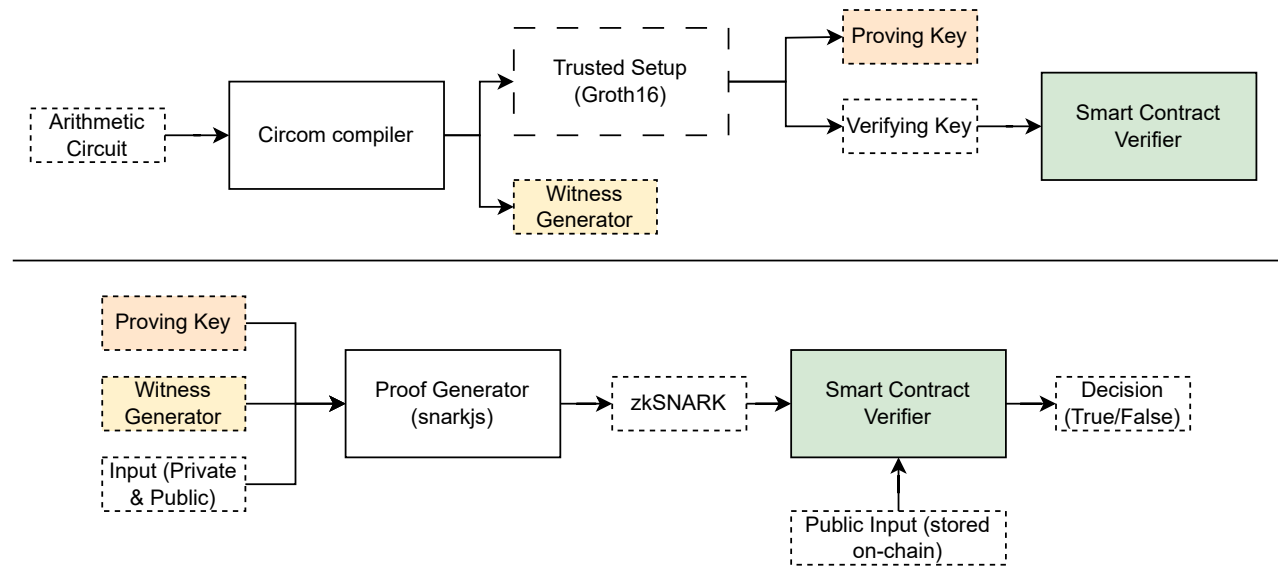 Arithmetic
Circuit
Circom compiler
Trusted Setup
(Groth16)
Witness
Generator
Proving Key
Verifying Key
Smart Contract
Verifier
Proving Key
Witness
Generator
Input (Private
& Public)
Proof Generator
(snarkjs)
zkSNARK
Smart Contract
Verifier
Decision
(True/False)
Public Input (stored
on-chain)